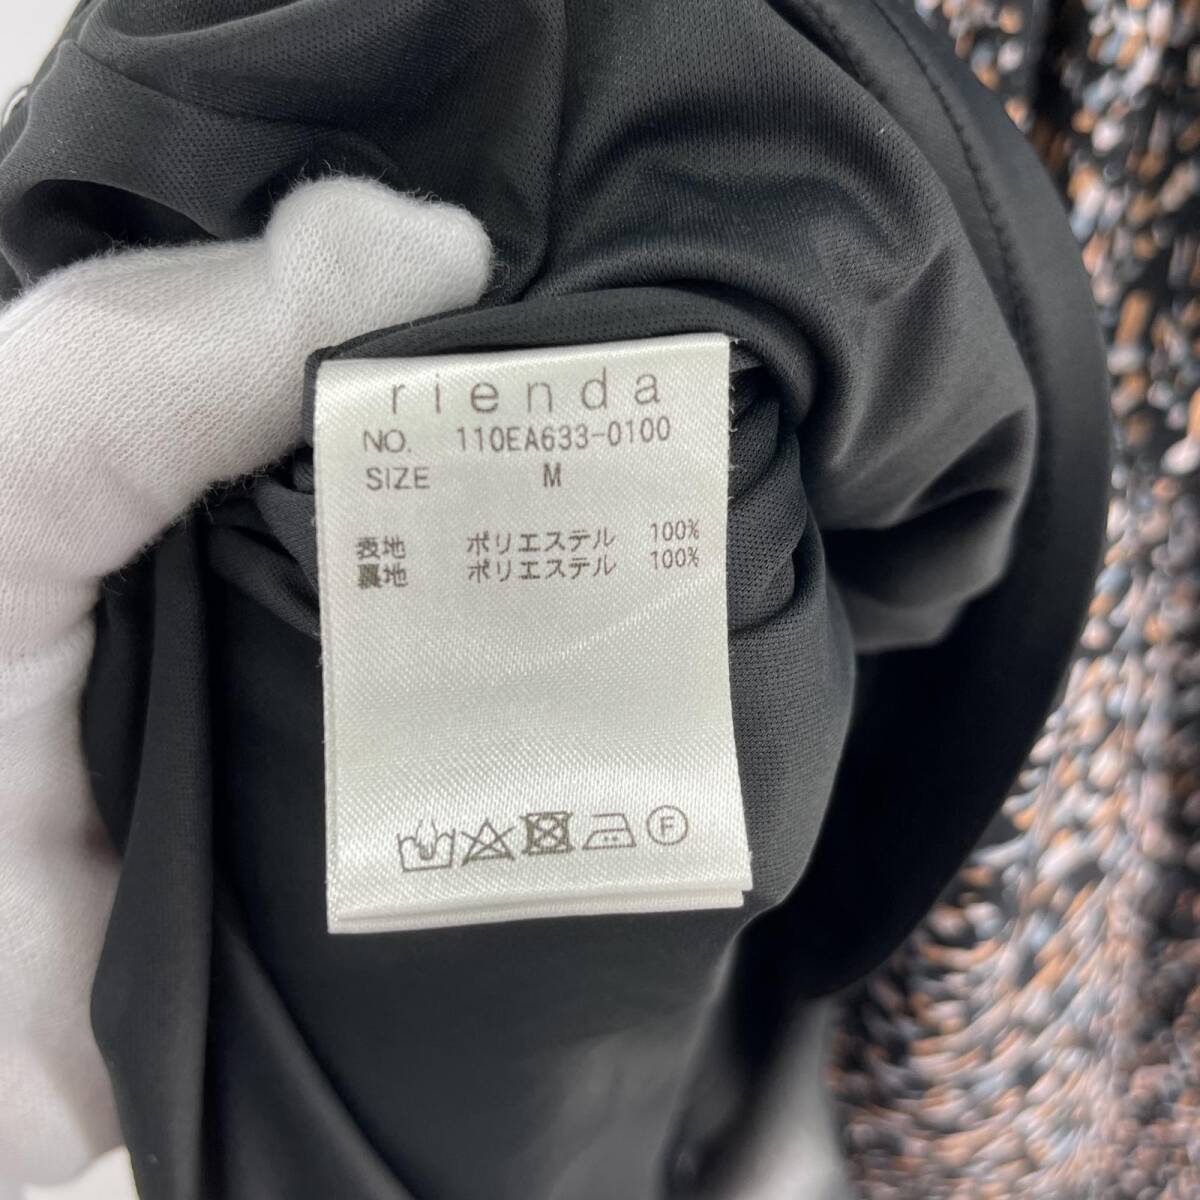 rienda
NO. 110EA633-0100
SIZE M
表地 ポリエステル 100%
裏地 ポリエステル 100%
F